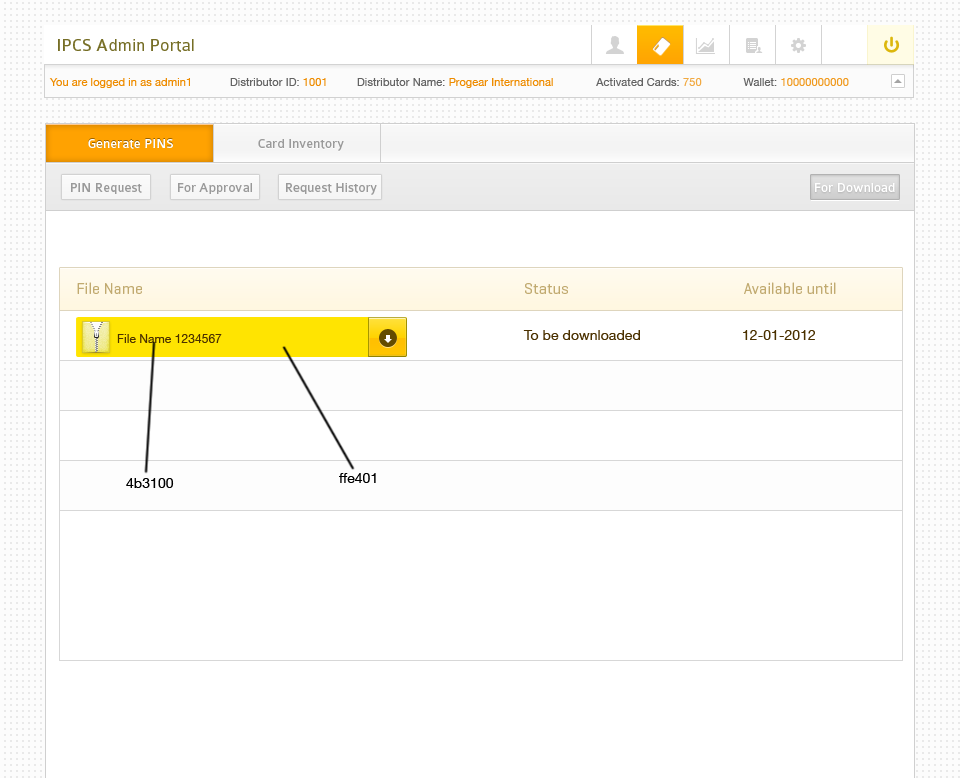 IPCS Admin Portal
You are logged in as admin1 Distributor ID: 1001 Distributor Name: Progear International Activated Cards: 750 Wallet: 10000000000
Generate PINS Card Inventory
PIN Request For Approval Request History For Download
File Name Status Available until
File Name 1234567 To be downloaded 12-01-2012
4b3100 ffe401